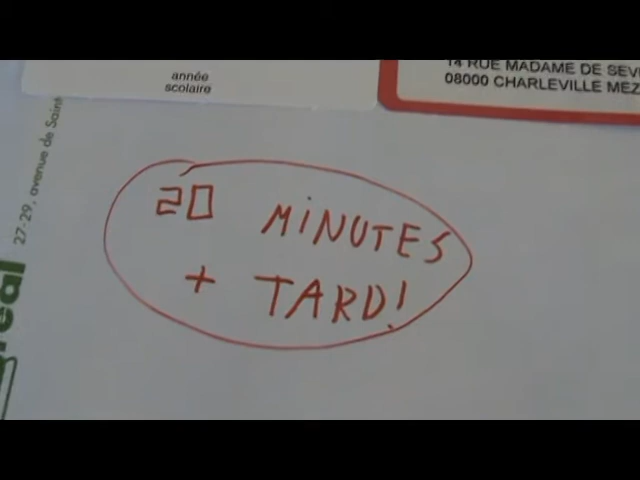 année
scolaire
14 RUE MADAME DE SEV
08000 CHARLEVILLE MEZ
27-29, avenue de Saint
20 MINUTES
+ TARD!